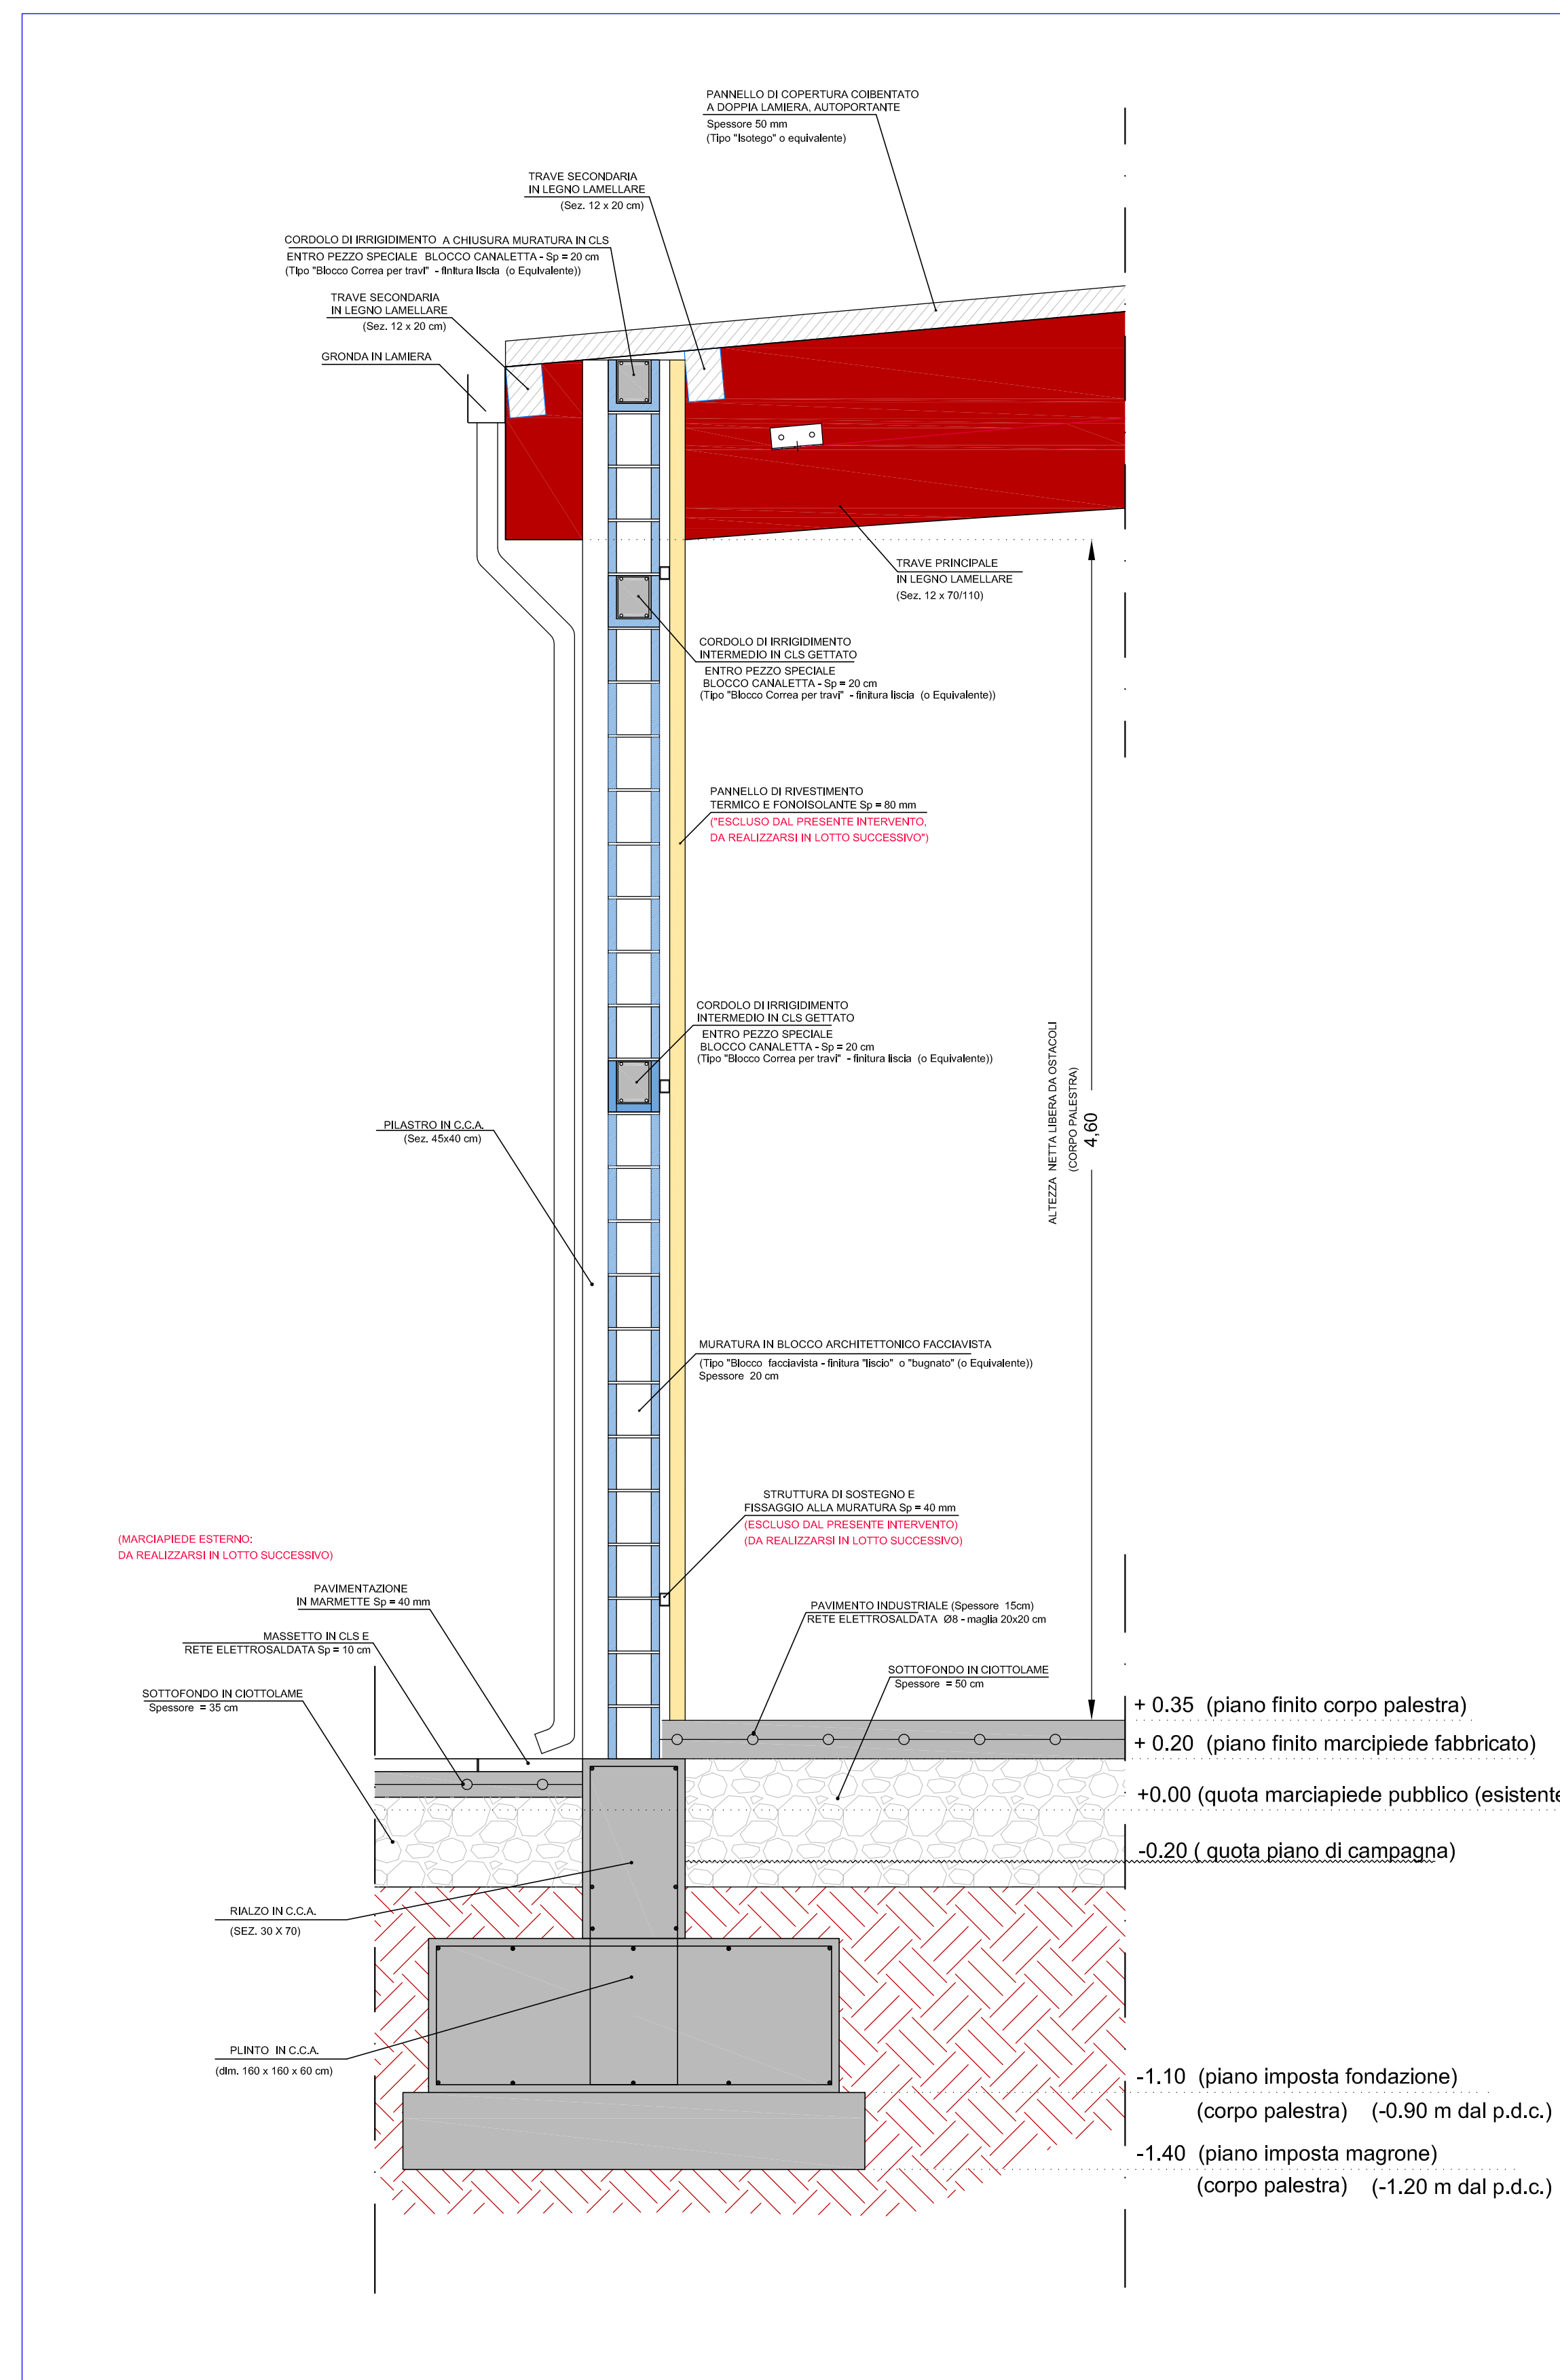 PANNELLO DI COPERTURA COIBENTATO
A DOPPIA LAMIERA, AUTOPORTANTE
Spessore 50 mm
(Tipo "Isotego" o equivalente)
TRAVE SECONDARIA
IN LEGNO LAMELLARE
(Sez. 12 x 20 cm)
CORDOLO DI IRRIGIDIMENTO A CHIUSURA MURATURA IN CLS
ENTRO PEZZO SPECIALE BLOCCO CANALETTA - Sp = 20 cm
(Tipo "Blocco Correa per travi" - finitura liscia (o Equivalente))
TRAVE SECONDARIA
IN LEGNO LAMELLARE
(Sez. 12 x 20 cm)
GRONDA IN LAMIERA
TRAVE PRINCIPALE
IN LEGNO LAMELLARE
(Sez. 12 x 70/110)
CORDOLO DI IRRIGIDIMENTO
INTERMEDIO IN CLS GETTATO
ENTRO PEZZO SPECIALE
BLOCCO CANALETTA - Sp = 20 cm
(Tipo "Blocco Correa per travi" - finitura liscia (o Equivalente))
PANNELLO DI RIVESTIMENTO
TERMICO E FONOISOLANTE Sp = 80 mm
("ESCLUSO DAL PRESENTE INTERVENTO,
DA REALIZZARSI IN LOTTO SUCCESSIVO")
CORDOLO DI IRRIGIDIMENTO
INTERMEDIO IN CLS GETTATO
ENTRO PEZZO SPECIALE
BLOCCO CANALETTA - Sp = 20 cm
(Tipo "Blocco Correa per travi" - finitura liscia (o Equivalente))
ALTEZZA NETTA LIBERA DA OSTACOLI
(CORPO PALESTRA)
4,60
PILASTRO IN C.C.A.
(Sez. 45x40 cm)
MURATURA IN BLOCCO ARCHITETTONICO FACCIAVISTA
(Tipo "Blocco facciavista - finitura "liscio" o "bugnato" (o Equivalente))
Spessore 20 cm
STRUTTURA DI SOSTEGNO E
FISSAGGIO ALLA MURATURA Sp = 40 mm
(ESCLUSO DAL PRESENTE INTERVENTO)
(DA REALIZZARSI IN LOTTO SUCCESSIVO)
(MARCIAPIEDE ESTERNO:
DA REALIZZARSI IN LOTTO SUCCESSIVO)
PAVIMENTAZIONE
IN MARMETTE Sp = 40 mm
PAVIMENTO INDUSTRIALE (Spessore 15cm)
RETE ELETTROSALDATA Ø8 - maglia 20x20 cm
MASSETTO IN CLS E
RETE ELETTROSALDATA Sp = 10 cm
SOTTOFONDO IN CIOTTOLAME
Spessore = 50 cm
SOTTOFONDO IN CIOTTOLAME
Spessore = 35 cm
+ 0.35 (piano finito corpo palestra)
+ 0.20 (piano finito marcipiede fabbricato)
+0.00 (quota marciapiede pubblico (esistente
-0.20 ( quota piano di campagna)
RIALZO IN C.C.A.
(SEZ. 30 X 70)
PLINTO IN C.C.A.
(dim. 160 x 160 x 60 cm)
-1.10 (piano imposta fondazione)
(corpo palestra) (-0.90 m dal p.d.c.)
-1.40 (piano imposta magrone)
(corpo palestra) (-1.20 m dal p.d.c.)